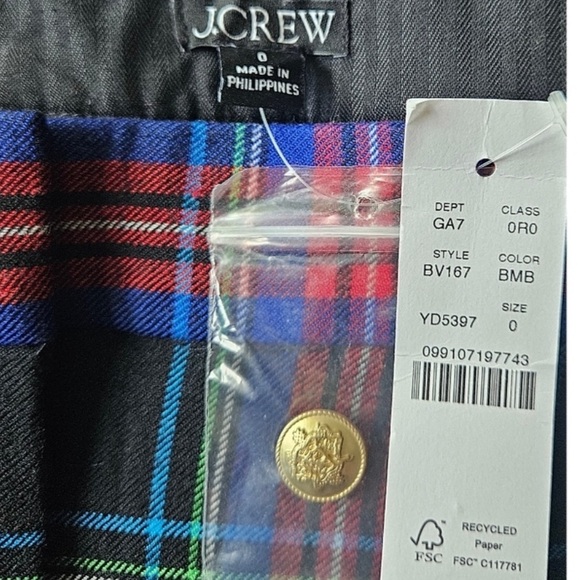 J.CREW
0
MADE IN
PHILIPPINES
DEPT CLASS
GA7 0R0
STYLE COLOR
BV167 BMB
SIZE
YD5397 0
099107197743
RECYCLED
Paper
FSC FSC™ C117781